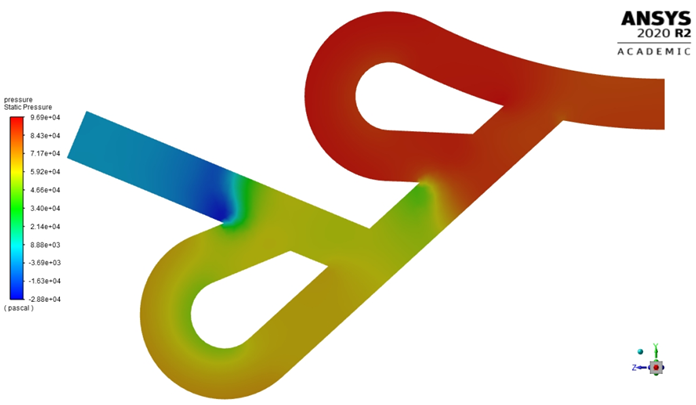 ANSYS
2020 R2
ACADEMIC
pressure
Static Pressure
9.69e+04
8.43e+04
7.17e+04
5.92e+04
4.66e+04
3.40e+04
2.14e+04
8.88e+03
-3.69e+03
-1.63e+04
-2.88e+04
( pascal )
Y
Z